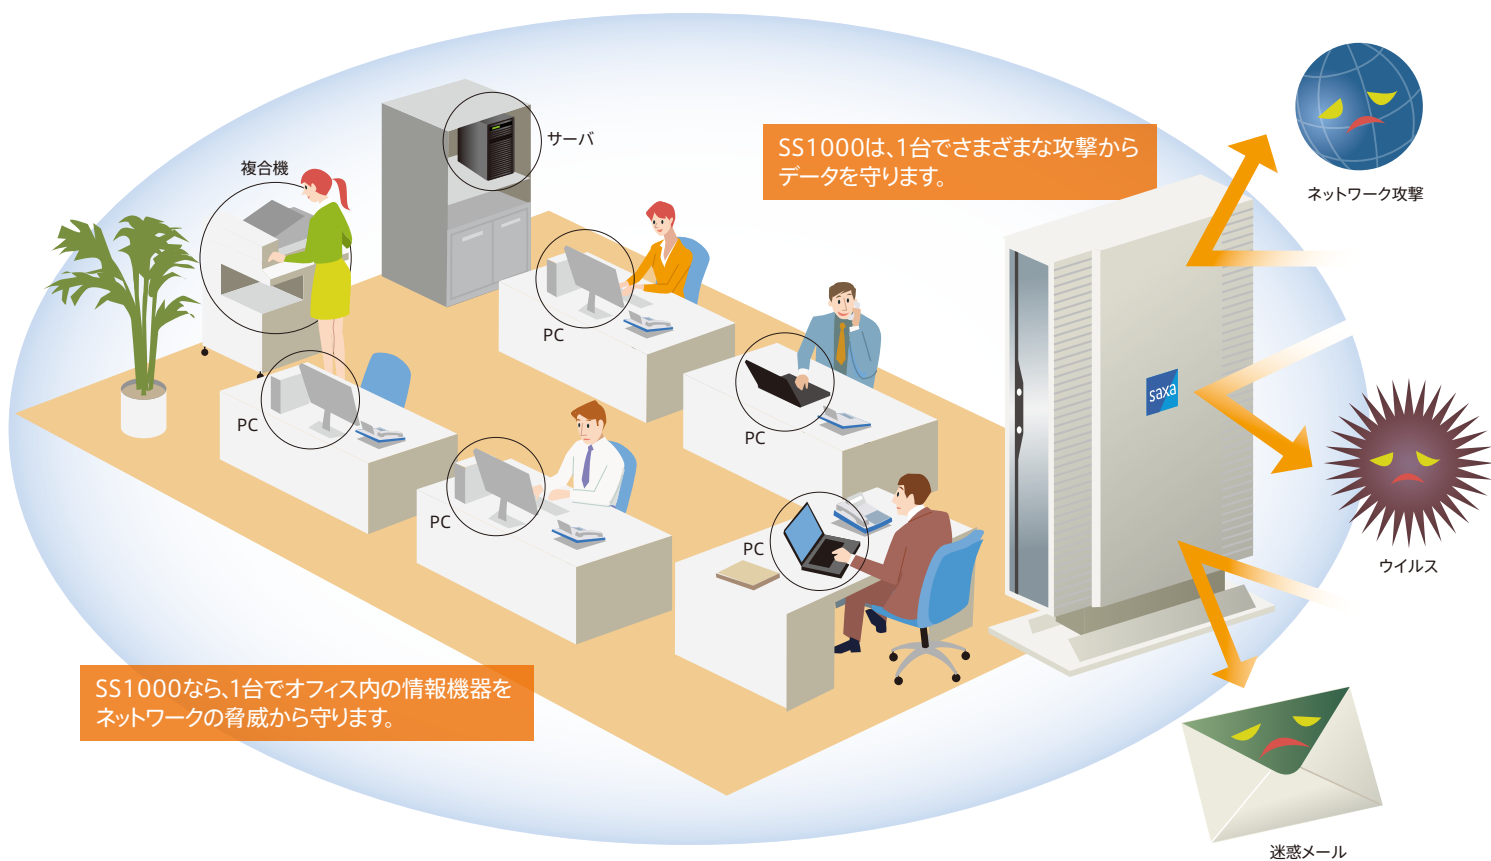 サーバ
複合機
SS1000は、1台でさまざまな攻撃から
データを守ります。
ネットワーク攻撃
PC
PC
PC
PC
PC
saxa
ウイルス
SS1000なら、1台でオフィス内の情報機器を
ネットワークの脅威から守ります。
迷惑メール